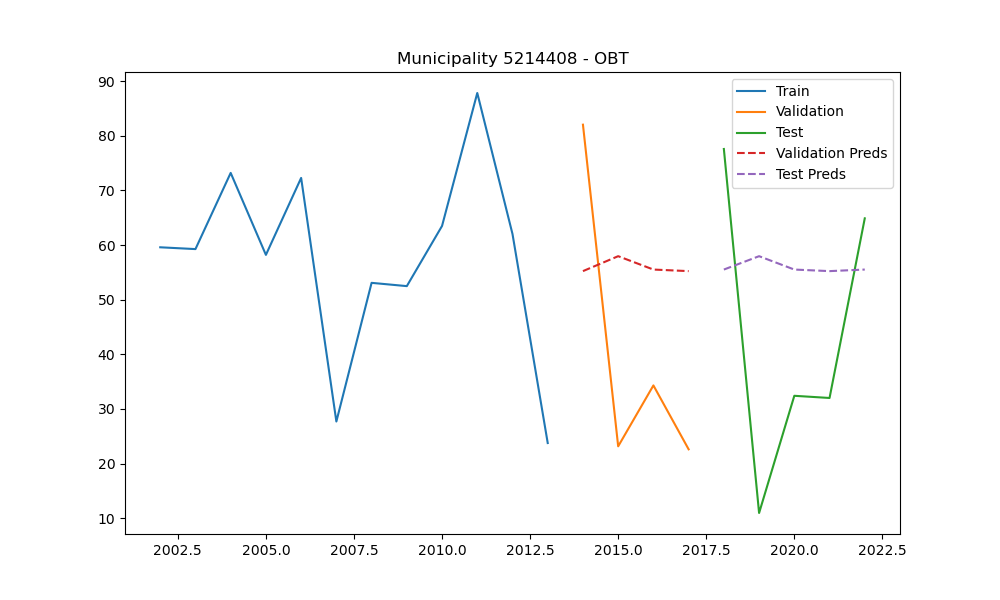 Municipality 5214408 - OBT
Train
Validation
Test
Validation Preds
Test Preds
90
80
70
60
50
40
30
20
10
2002.5 2005.0 2007.5 2010.0 2012.5 2015.0 2017.5 2020.0 2022.5